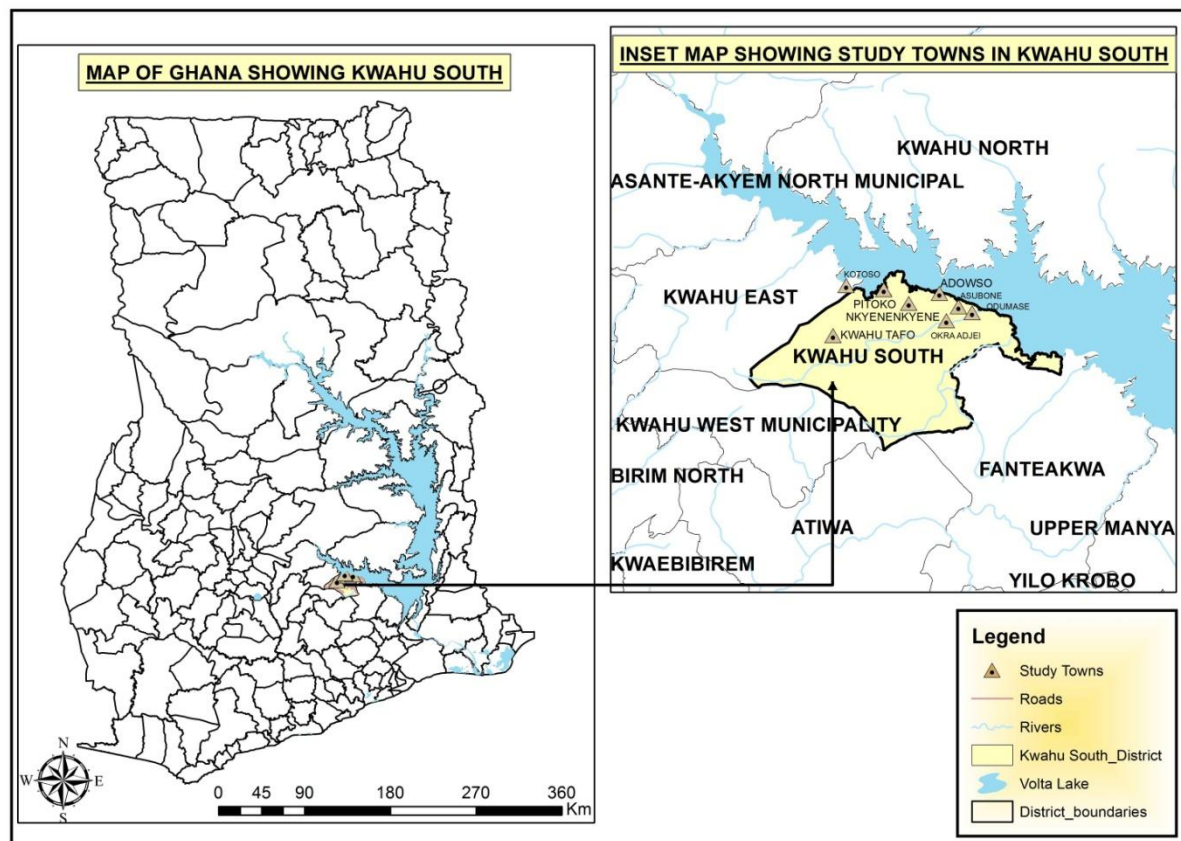 MAP OF GHANA SHOWING KWAHU SOUTH
N
W E
S
0 45 90 180 270 360
Km
INSET MAP SHOWING STUDY TOWNS IN KWAHU SOUTH
KWAHU NORTH
ASANTE-AKYEM NORTH MUNICIPAL
KOTOSO
ADOWSO
KWAHU EAST
ASUBONE
PITOKO
ODUMASE
NKYENENKYENE
KWAHU TAFO
OKRA ADJEI
KWAHU SOUTH
KWAHU WEST MUNICIPALITY
FANTEAKWA
BIRIM NORTH
ATIWA
UPPER MANYA
KWAEBIBIREM
YILO KROBO
Legend
Study Towns
Roads
Rivers
Kwahu South_District
Volta Lake
District_boundaries